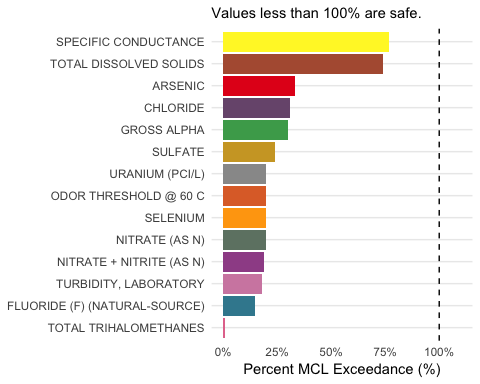 Values less than 100% are safe.
SPECIFIC CONDUCTANCE
TOTAL DISSOLVED SOLIDS
ARSENIC
CHLORIDE
GROSS ALPHA
SULFATE
URANIUM (PCI/L)
ODOR THRESHOLD @ 60 C
SELENIUM
NITRATE (AS N)
NITRATE + NITRITE (AS N)
TURBIDITY, LABORATORY
FLUORIDE (F) (NATURAL-SOURCE)
TOTAL TRIHALOMETHANES
0% 25% 50% 75% 100%
Percent MCL Exceedance (%)